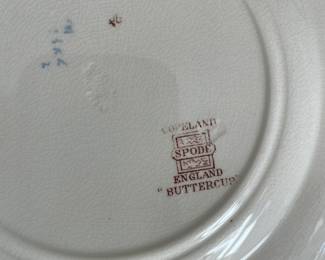 COPELAND
SPODE
ENGLAND
"BUTTERCUP"